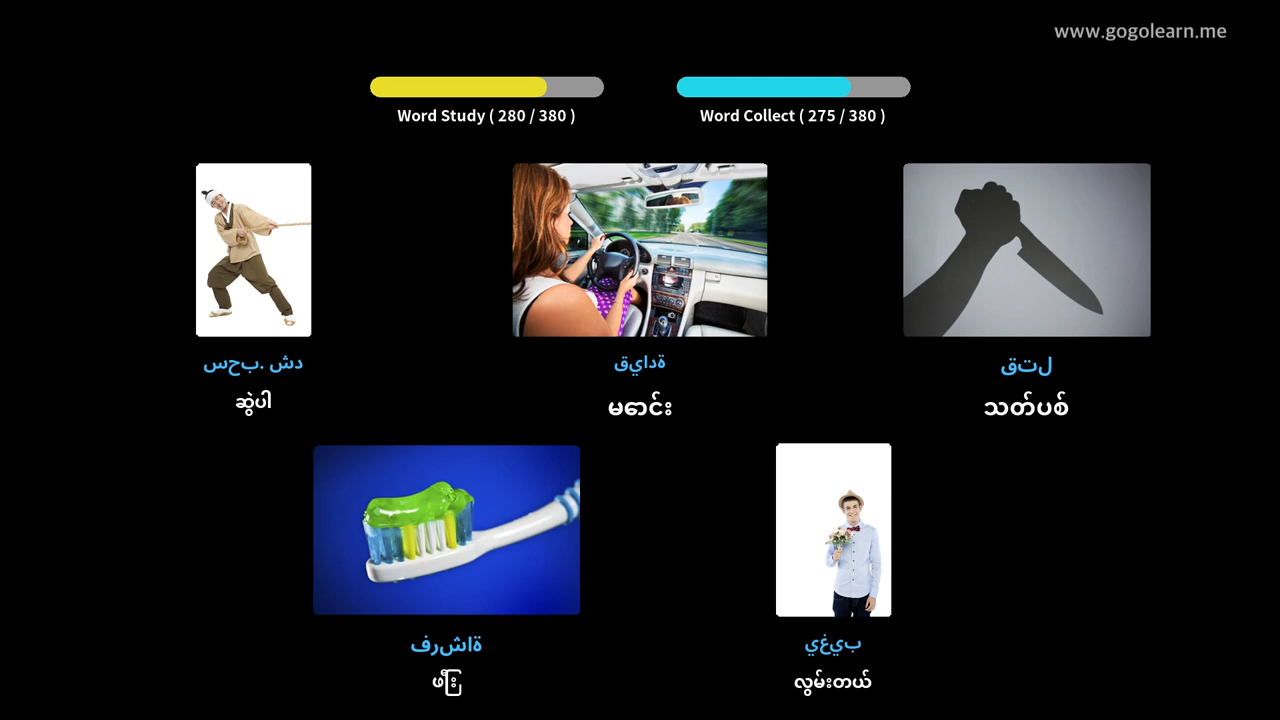 www.gogolearn.me
Word Study ( 280 / 380 )
Word Collect ( 275 / 380 )
سحب. شد
ဆွဲပါ
قيادة
မောင်း
قتل
သတ်ပစ်
فرشاة
ဖြီး
يغيب
လွမ်းတယ်